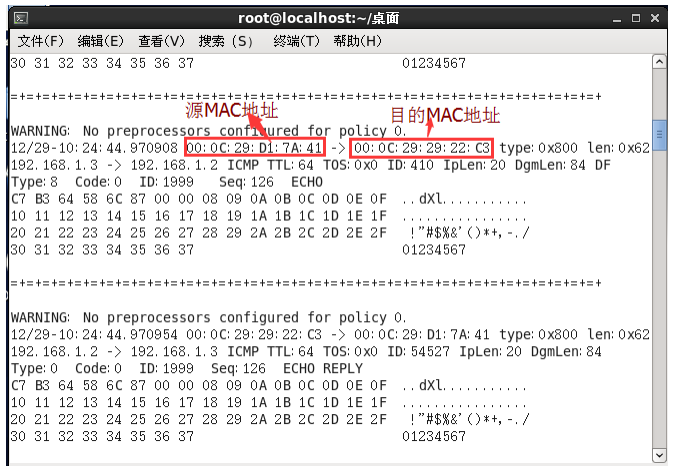 root@localhost:~/桌面
文件(F) 编辑(E) 查看(V) 搜索 (S) 终端(T) 帮助(H)
30 31 32 33 34 35 36 37 01234567
=+=+=+=+=+=+=+=+=+=+=+=+=+=+=+=+=+=+=+=+=+=+=+=+=+=+=+=+=+=+=+=+=+=+=+=+
源MAC地址 目的MAC地址
WARNING: No preprocessors configured for policy 0.
12/29-10:24:44.970908 00:0C:29:D1:7A:41 -> 00:0C:29:29:22:C3 type:0x800 len:0x62
192.168.1.3 -> 192.168.1.2 ICMP TTL:64 TOS:0x0 ID:410 IpLen:20 DgmLen:84 DF
Type:8 Code:0 ID:1999 Seq:126 ECHO
C7 B3 64 58 6C 87 00 00 08 09 0A 0B 0C 0D 0E 0F ..dXl...........
10 11 12 13 14 15 16 17 18 19 1A 1B 1C 1D 1E 1F ................
20 21 22 23 24 25 26 27 28 29 2A 2B 2C 2D 2E 2F !"#$%&'()*+,-./
30 31 32 33 34 35 36 37 01234567
=+=+=+=+=+=+=+=+=+=+=+=+=+=+=+=+=+=+=+=+=+=+=+=+=+=+=+=+=+=+=+=+=+=+=+=+
WARNING: No preprocessors configured for policy 0.
12/29-10:24:44.970954 00:0C:29:29:22:C3 -> 00:0C:29:D1:7A:41 type:0x800 len:0x62
192.168.1.2 -> 192.168.1.3 ICMP TTL:64 TOS:0x0 ID:54527 IpLen:20 DgmLen:84
Type:0 Code:0 ID:1999 Seq:126 ECHO REPLY
C7 B3 64 58 6C 87 00 00 08 09 0A 0B 0C 0D 0E 0F ..dXl...........
10 11 12 13 14 15 16 17 18 19 1A 1B 1C 1D 1E 1F ................
20 21 22 23 24 25 26 27 28 29 2A 2B 2C 2D 2E 2F !"#$%&'()*+,-./
30 31 32 33 34 35 36 37 01234567